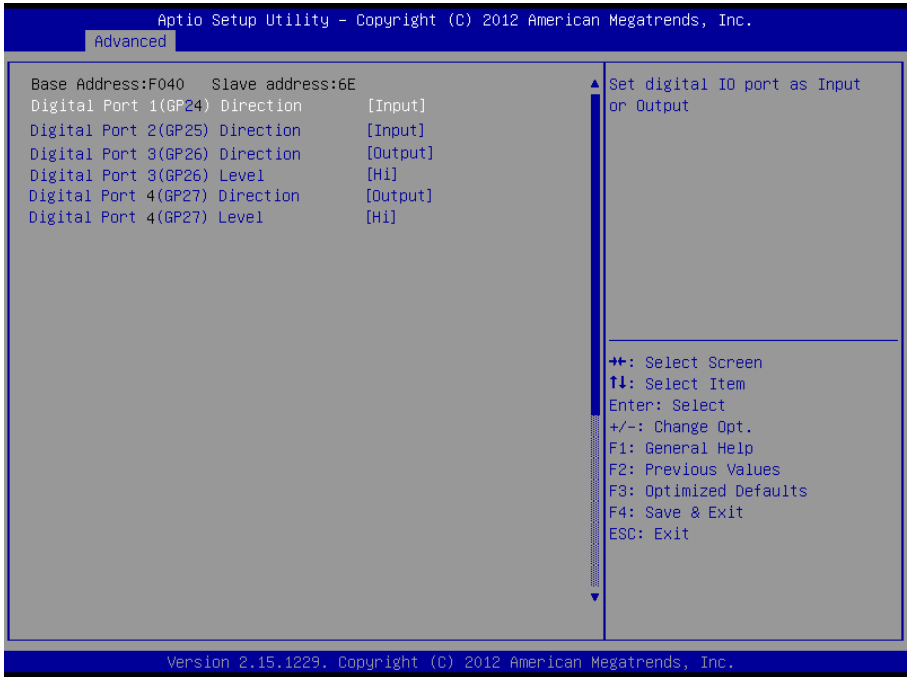 Aptio Setup Utility – Copyright (C) 2012 American Megatrends, Inc.
Advanced
Base Address:F040 Slave address:6E
Digital Port 1(GP24) Direction [Input]
Digital Port 2(GP25) Direction [Input]
Digital Port 3(GP26) Direction [Output]
Digital Port 3(GP26) Level [Hi]
Digital Port 4(GP27) Direction [Output]
Digital Port 4(GP27) Level [Hi]
Set digital IO port as Input
or Output
→←: Select Screen
↑↓: Select Item
Enter: Select
+/-: Change Opt.
F1: General Help
F2: Previous Values
F3: Optimized Defaults
F4: Save & Exit
ESC: Exit
Version 2.15.1229. Copyright (C) 2012 American Megatrends, Inc.